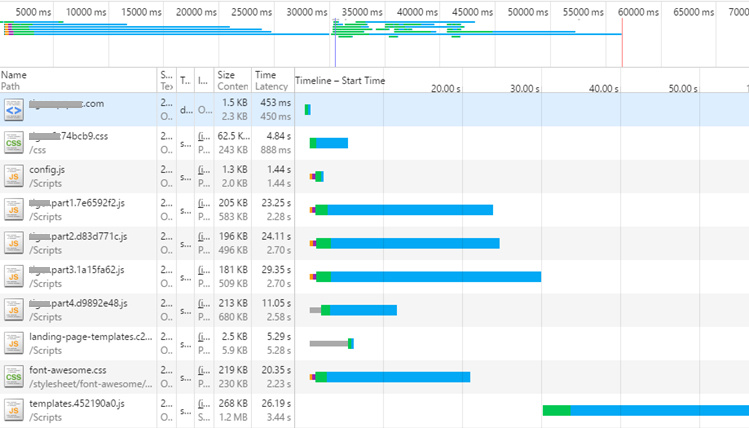 5000 ms 10000 ms 15000 ms 20000 ms 25000 ms 30000 ms 35000 ms 40000 ms 45000 ms 50000 ms 55000 ms 60000 ms 65000 ms 7000
Name S... T... I... Size Time Timeline – Start Time
Path Te Conten Latency 20.00 s 30.00 s 40.00 s 50.00 s
.com 2... d... O... 1.5 KB 453 ms
O... 2.3 KB 450 ms
74bcb9.css 2... s... (i 62.5 K... 4.84 s
/css O... P... 243 KB 888 ms
config.js 2... s... (i 1.3 KB 1.44 s
/Scripts O... P... 2.0 KB 1.44 s
.part1.7e6592f2.js 2... s... (i 205 KB 23.25 s
/Scripts O... P... 583 KB 2.28 s
.part2.d83d771c.js 2... s... (i 196 KB 24.11 s
/Scripts O... P... 496 KB 2.70 s
.part3.1a15fa62.js 2... s... (i 181 KB 29.35 s
/Scripts O... P... 509 KB 2.70 s
.part4.d9892e48.js 2... s... (i 213 KB 11.05 s
/Scripts O... P... 680 KB 2.58 s
landing-page-templates.c2... 2... s... (i 2.5 KB 5.29 s
/Scripts O... P... 5.9 KB 5.28 s
font-awesome.css 2... s... (i 219 KB 20.35 s
/stylesheet/font-awesome/... O... P... 230 KB 2.23 s
templates.452190a0.js 2... s... (i 268 KB 26.19 s
/Scripts O... S... 1.2 MB 3.44 s